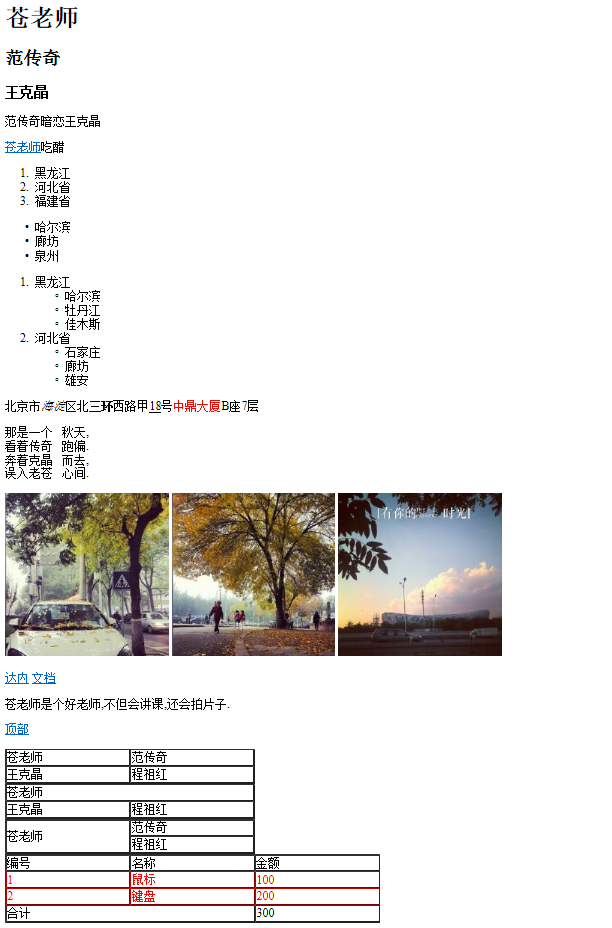 苍老师
范传奇
王克晶
范传奇暗恋王克晶
苍老师吃醋
1. 黑龙江
2. 河北省
3. 福建省
• 哈尔滨
• 廊坊
• 泉州
1. 黑龙江
▫ 哈尔滨
▫ 牡丹江
▫ 佳木斯
2. 河北省
▫ 石家庄
▫ 廊坊
▫ 雄安
北京市海淀区北三环西路甲18号中鼎大厦B座7层
那是一个 秋天,
看着传奇 跑偏.
奔着克晶 而去,
误入老苍 心间.
[有你的 时光]
达内 文档
苍老师是个好老师,不但会讲课,还会拍片子.
顶部
苍老师 范传奇
王克晶 程祖红
苍老师
王克晶 程祖红
苍老师 范传奇
程祖红
编号 名称 金额
1 鼠标 100
2 键盘 200
合计 300